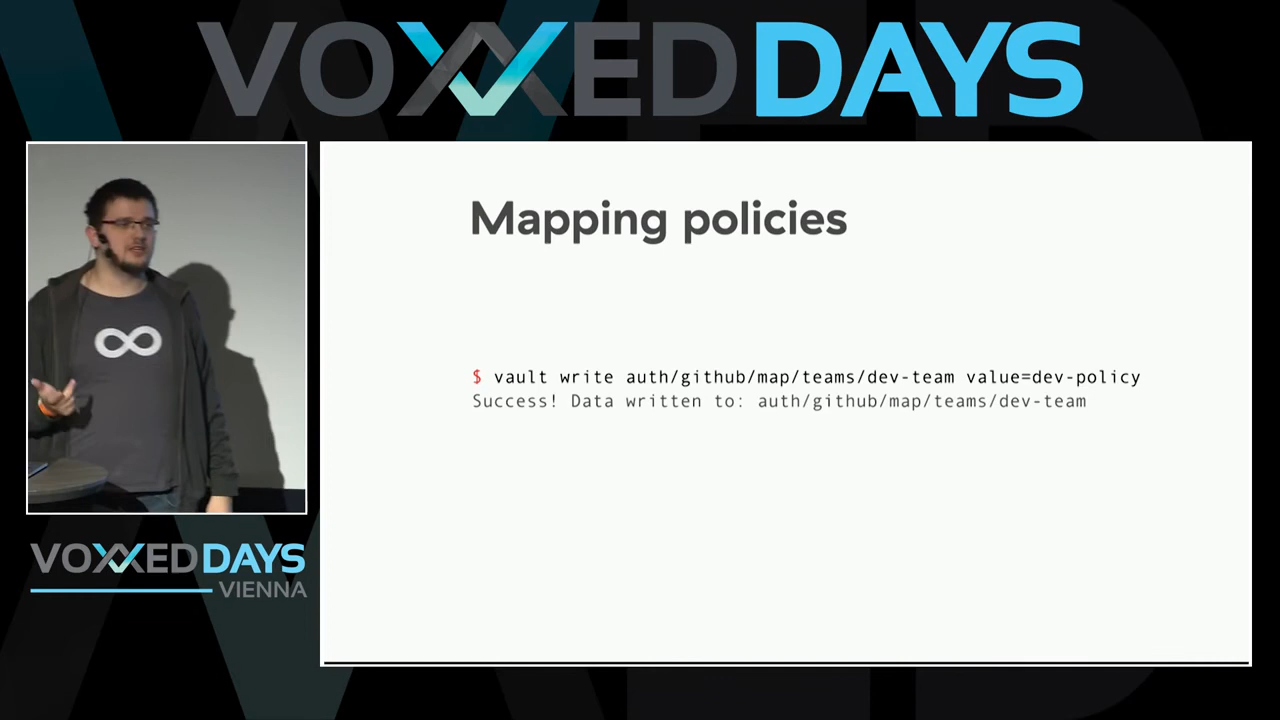 VOXXED DAYS
Mapping policies
$ vault write auth/github/map/teams/dev-team value=dev-policy
Success! Data written to: auth/github/map/teams/dev-team
VOXXED DAYS
VIENNA